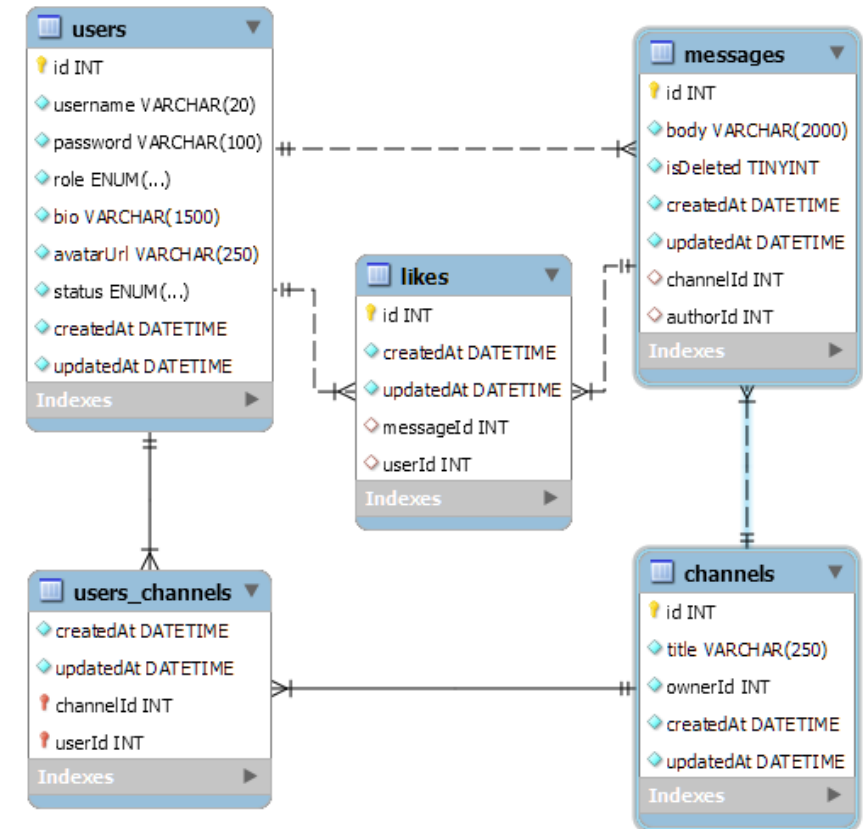 users
id INT
username VARCHAR(20)
password VARCHAR(100)
role ENUM(...)
bio VARCHAR(1500)
avatarUrl VARCHAR(250)
status ENUM(...)
createdAt DATETIME
updatedAt DATETIME
Indexes
messages
id INT
body VARCHAR(2000)
isDeleted TINYINT
createdAt DATETIME
updatedAt DATETIME
channelId INT
authorId INT
Indexes
likes
id INT
createdAt DATETIME
updatedAt DATETIME
messageId INT
userId INT
Indexes
users_channels
createdAt DATETIME
updatedAt DATETIME
channelId INT
userId INT
Indexes
channels
id INT
title VARCHAR(250)
ownerId INT
createdAt DATETIME
updatedAt DATETIME
Indexes